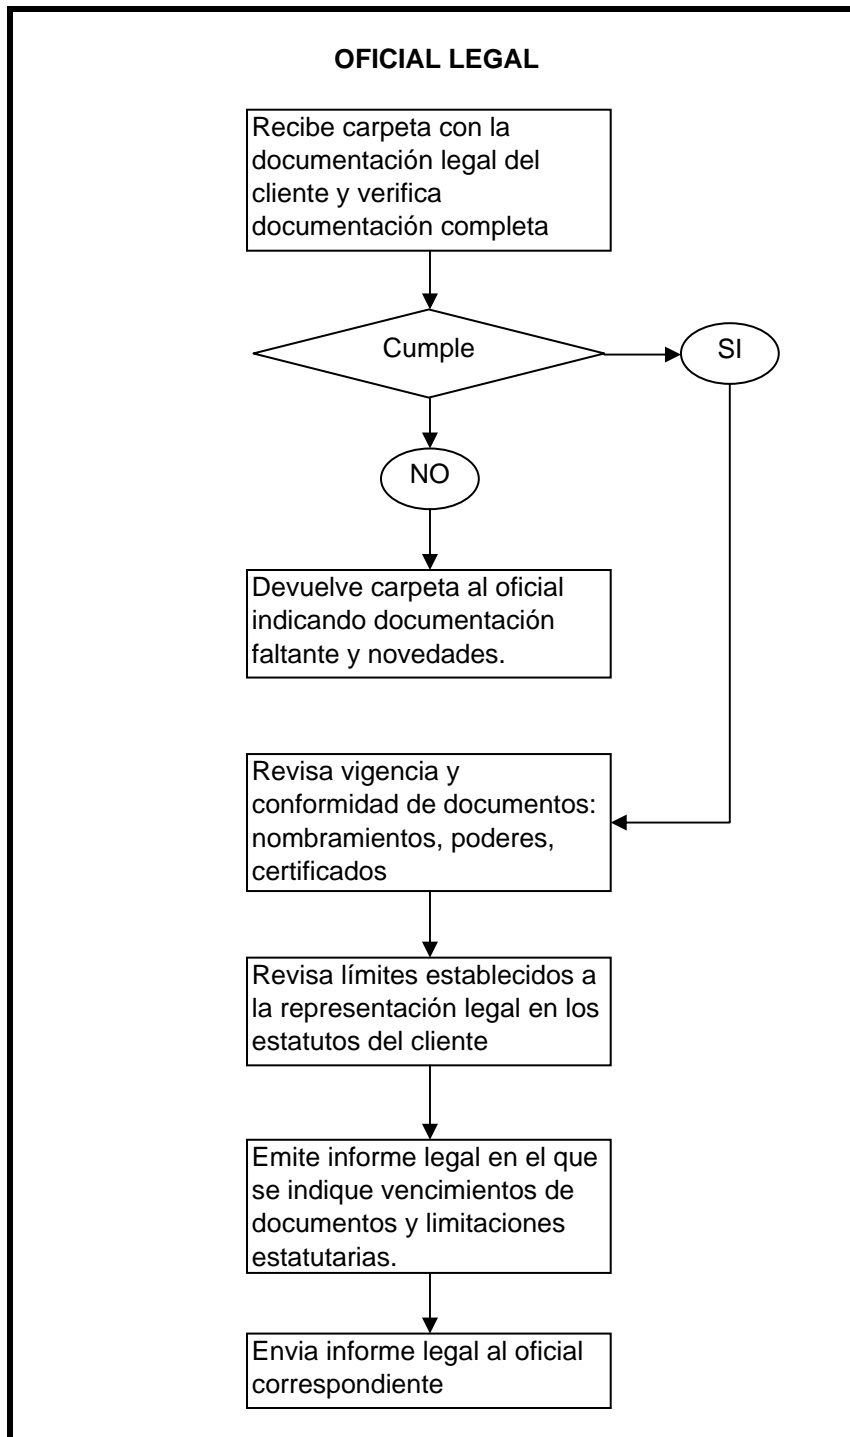 OFICIAL LEGAL
Recibe carpeta con la
documentación legal del
cliente y verifica
documentación completa
Cumple
SI
NO
Devuelve carpeta al oficial
indicando documentación
faltante y novedades.
Revisa vigencia y
conformidad de documentos:
nombramientos, poderes,
certificados
Revisa límites establecidos a
la representación legal en los
estatutos del cliente
Emite informe legal en el que
se indique vencimientos de
documentos y limitaciones
estatutarias.
Envia informe legal al oficial
correspondiente